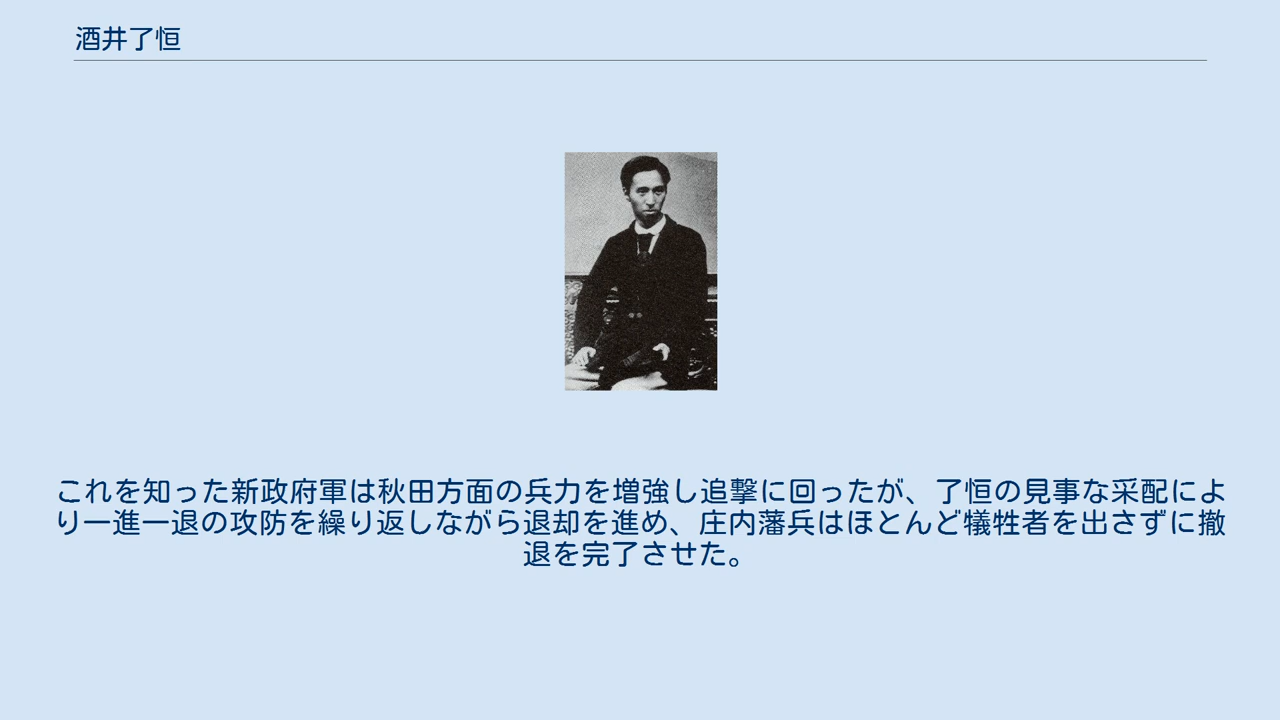 酒井了恒
これを知った新政府軍は秋田方面の兵力を増強し追撃に回ったが、了恒の見事な采配によ
り一進一退の攻防を繰り返しながら退却を進め、庄内藩兵はほとんど犠牲者を出さずに撤
退を完了させた。